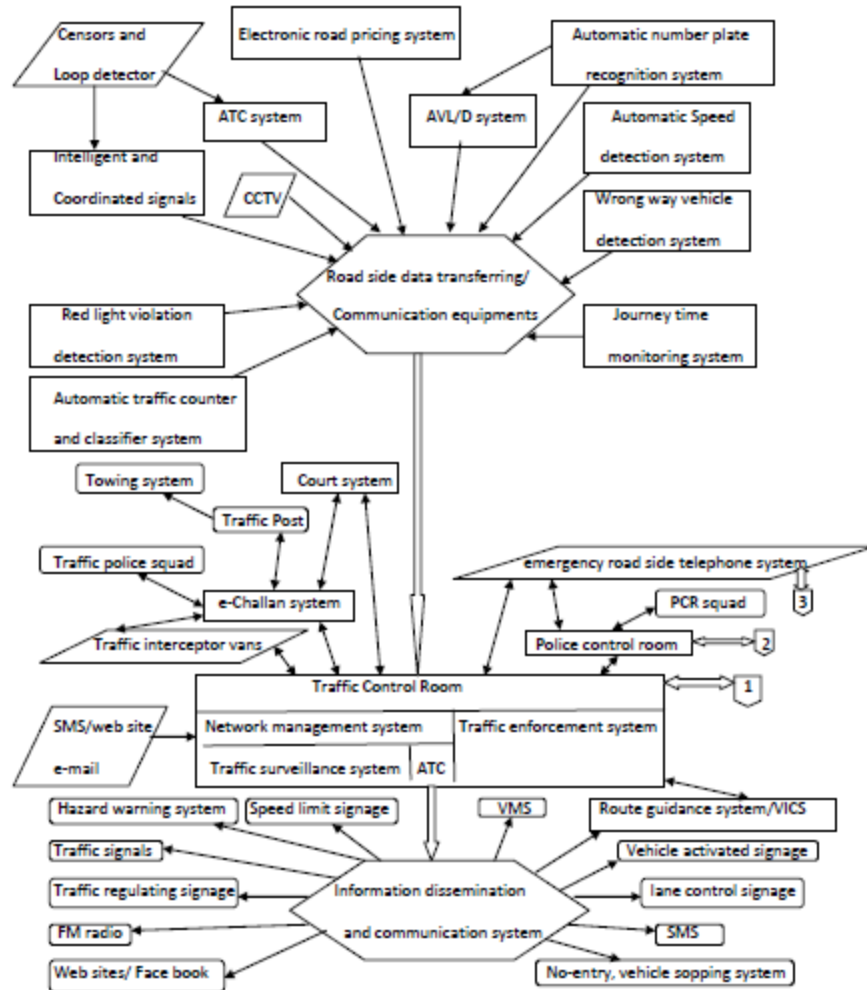 Censors and
Loop detector
Electronic road pricing system
Automatic number plate
recognition system
ATC system
AVL/D system
Automatic Speed
detection system
Intelligent and
Coordinated signals
CCTV
Wrong way vehicle
detection system
Road side data transferring/
Communication equipments
Red light violation
detection system
Journey time
monitoring system
Automatic traffic counter
and classifier system
Towing system
Court system
Traffic Post
Traffic police squad
emergency road side telephone system
e-Challan system
PCR squad
3
Traffic interceptor vans
Police control room
2
Traffic Control Room
1
Network management system
Traffic enforcement system
SMS/web site
e-mail
Traffic surveillance system
ATC
Hazard warning system
Speed limit signage
VMS
Route guidance system/VICS
Traffic signals
Vehicle activated signage
Traffic regulating signage
Information dissemination
and communication system
lane control signage
FM radio
SMS
Web sites/ Face book
No-entry, vehicle sopping system